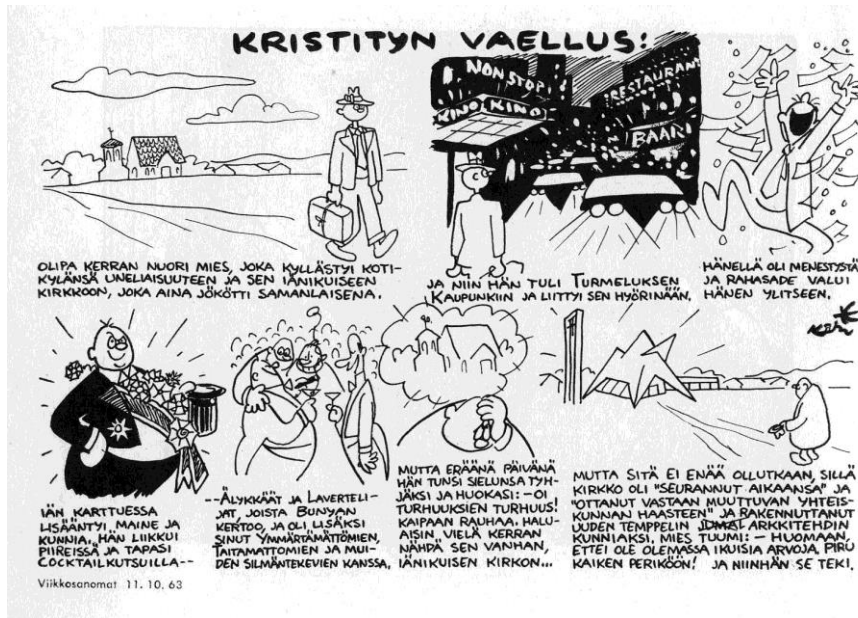 KRISTITYN VAELLUS:
NON STOP
KINO KINO
RESTAURAN
BAARI
OLIPA KERRAN NUORI MIES, JOKA KYLLÄSTYI KOTI-
KYLÄNSÄ UNELIAISUUTEEN JA SEN IÄNIKUISEEN
KIRKKOON, JOKA AINA JÖKÖTTI SAMANLAISENA.
JA NIIN HÄN TULI TURMELUKSEN
KAUPUNKIIN JA LIITTYI SEN HYÖRINÄÄN.
HÄNELLÄ OLI MENESTYSTÄ
JA RAHASADE VALUI
HÄNEN YLITSEEN.
IÄN KARTTUESSA
LISÄÄNTYI MAINE JA
KUNNIA. HÄN LIIKKUI
PIIREISSÄ JA TAPASI
COCKTAILKUTSUILLA--
--ÄLYKKÄÄT JA LAVERTELI-
JAT, JOISTA BUNYAN
KERTOO, JA OLI LISÄKSI
SINUT YMMÄRTÄMÄTTÖMIEN,
TAITAMATTOMIEN JA MUI-
DEN SILMÄNTEKEVIEN KANSSA.
MUTTA ERÄÄNÄ PÄIVÄNÄ
HÄN TUNSI SIELUNSA TYH-
JÄKSI JA HUOKASI: - OI
TURHUUKSIEN TURHUUS!
KAIPAAN RAUHAA. HALU-
AISIN VIELÄ KERRAN
NÄHDÄ SEN VANHAN,
IÄNIKUISEN KIRKON...
MUTTA SITÄ EI ENÄÄ OLLUTKAAN, SILLÄ
KIRKKO OLI "SEURANNUT AIKAANSA" JA
"OTTANUT VASTAAN MUUTTUVAN YHTEIS-
KUNNAN HAASTEEN" JA RAKENNUTTANUT
UUDEN TEMPPELIN ARKKITEHDIN
KUNNIAKSI. MIES TUUMI: - HUOMAAN,
ETTEI OLE OLEMASSA IKUISIA ARVOJA. PIRU
KAIKEN PERIKÖÖN! JA NIINHÄN SE TEKI.
Viikkosanomat 11. 10. 63